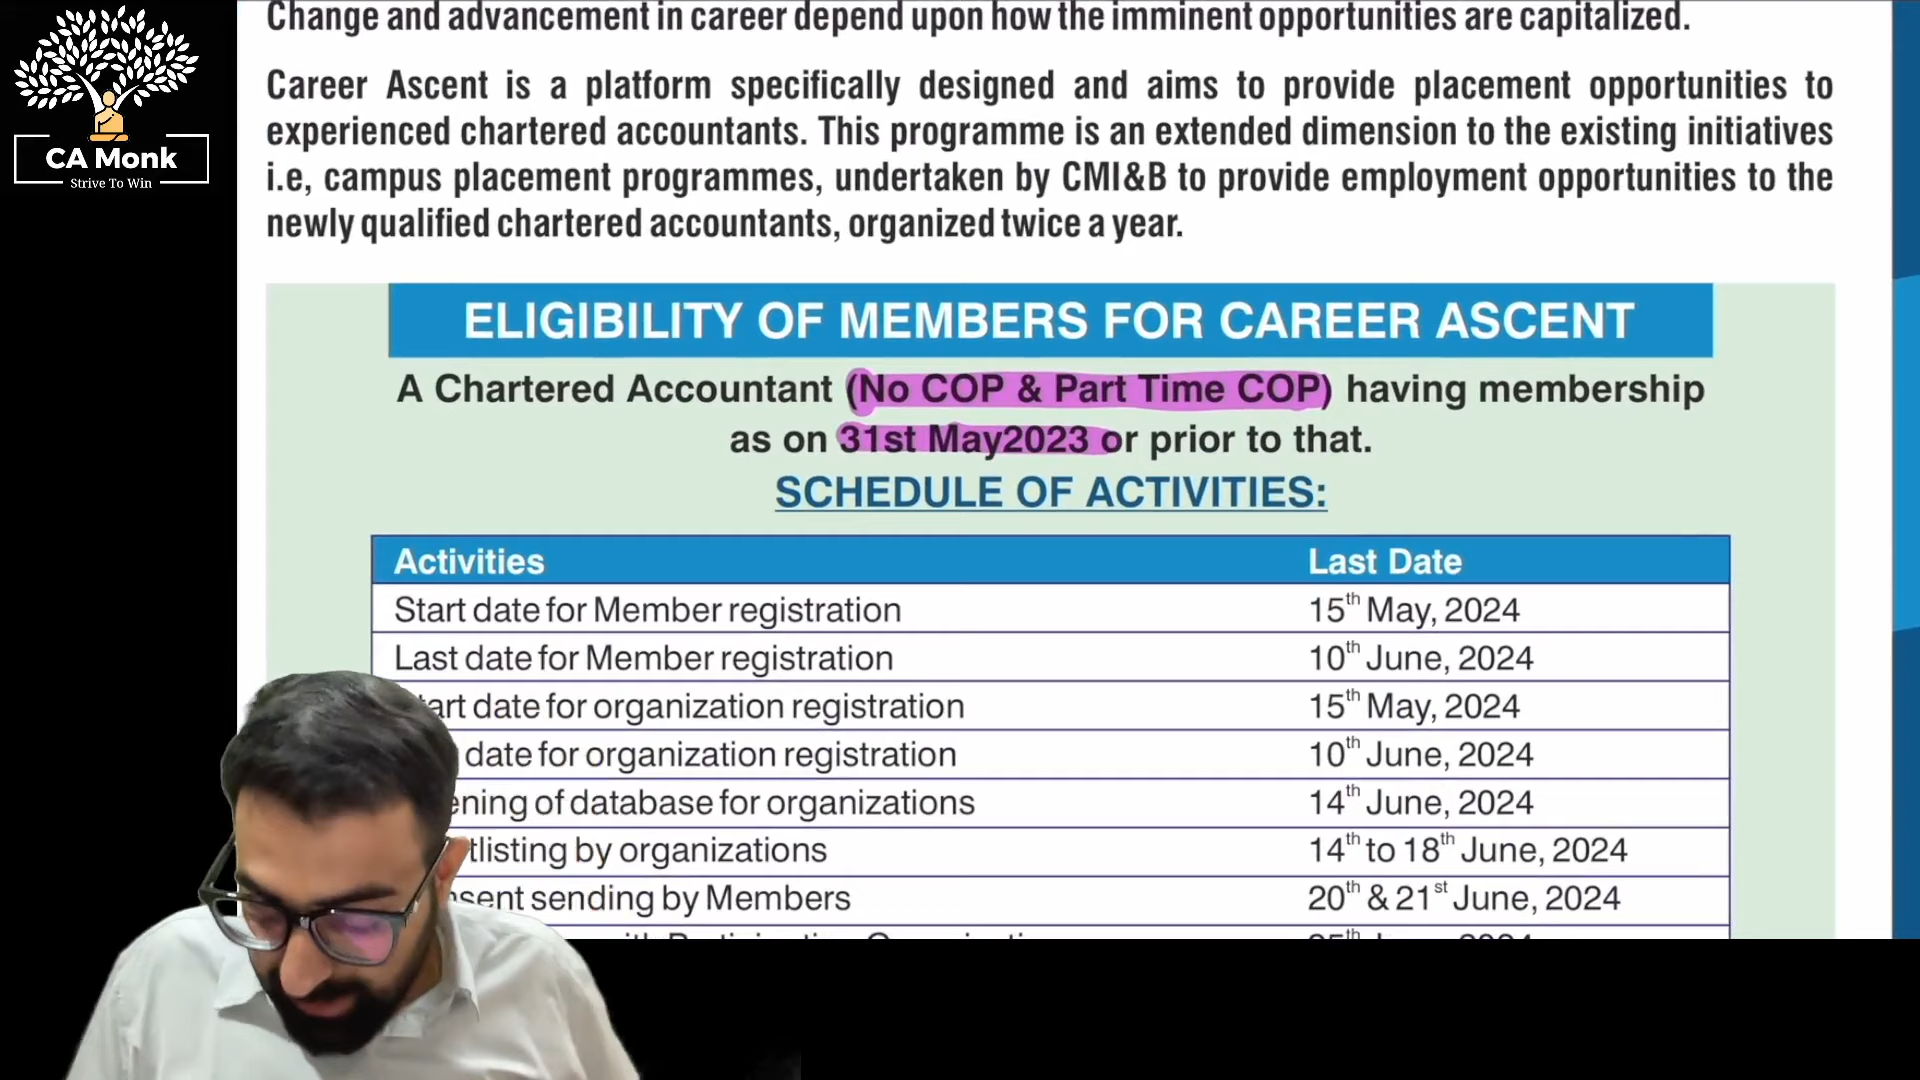 CA Monk
Strive To Win
Change and advancement in career depend upon how the imminent opportunities are capitalized.
Career Ascent is a platform specifically designed and aims to provide placement opportunities to
experienced chartered accountants. This programme is an extended dimension to the existing initiatives
i.e, campus placement programmes, undertaken by CMI&B to provide employment opportunities to the
newly qualified chartered accountants, organized twice a year.
ELIGIBILITY OF MEMBERS FOR CAREER ASCENT
A Chartered Accountant (No COP & Part Time COP) having membership
as on 31st May2023 or prior to that.
SCHEDULE OF ACTIVITIES:
Activities Last Date
Start date for Member registration 15th May, 2024
Last date for Member registration 10th June, 2024
date for organization registration 15th May, 2024
date for organization registration 10th June, 2024
of database for organizations 14th June, 2024
by organizations 14th to 18th June, 2024
sending by Members 20th & 21st June, 2024